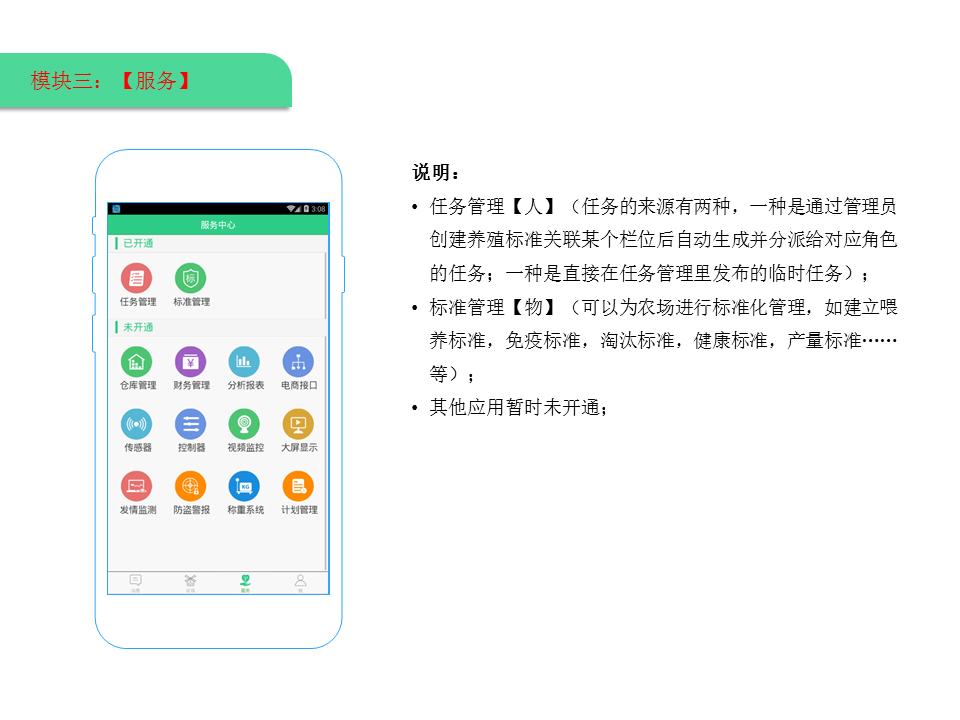 模块三：【服务】
说明：
• 任务管理【人】（任务的来源有两种，一种是通过管理员
创建养殖标准关联某个栏位后自动生成并分派给对应角色
的任务；一种是直接在任务管理里发布的临时任务）；
• 标准管理【物】（可以为农场进行标准化管理，如建立喂
养标准，免疫标准，淘汰标准，健康标准，产量标准……
等）；
• 其他应用暂时未开通；
3:08
服务中心
已开通
任务管理 标准管理
标
未开通
仓库管理 财务管理 分析报表 电商接口
传感器 控制器 视频监控 大屏显示
KG
发情监测 防盗警报 称重系统 计划管理
服务